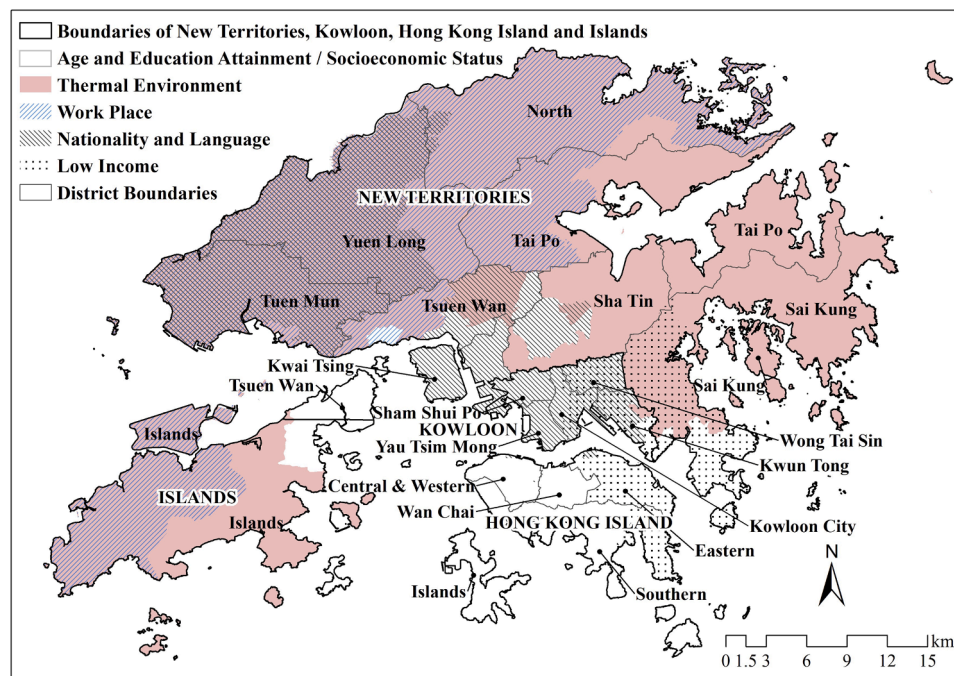 Boundaries of New Territories, Kowloon, Hong Kong Island and Islands
Age and Education Attainment / Socioeconomic Status
Thermal Environment
Work Place
Nationality and Language
Low Income
District Boundaries
North
NEW TERRITORIES
Yuen Long
Tai Po
Tai Po
Tuen Mun
Tsuen Wan
Sha Tin
Sai Kung
Kwai Tsing
Tsuen Wan
Sai Kung
Sham Shui Po
KOWLOON
Islands
Yau Tsim Mong
Wong Tai Sin
Kwun Tong
ISLANDS
Central & Western
Islands
Wan Chai
HONG KONG ISLAND
Kowloon City
Eastern
Islands
Southern
N
km
0 1.5 3 6 9 12 15